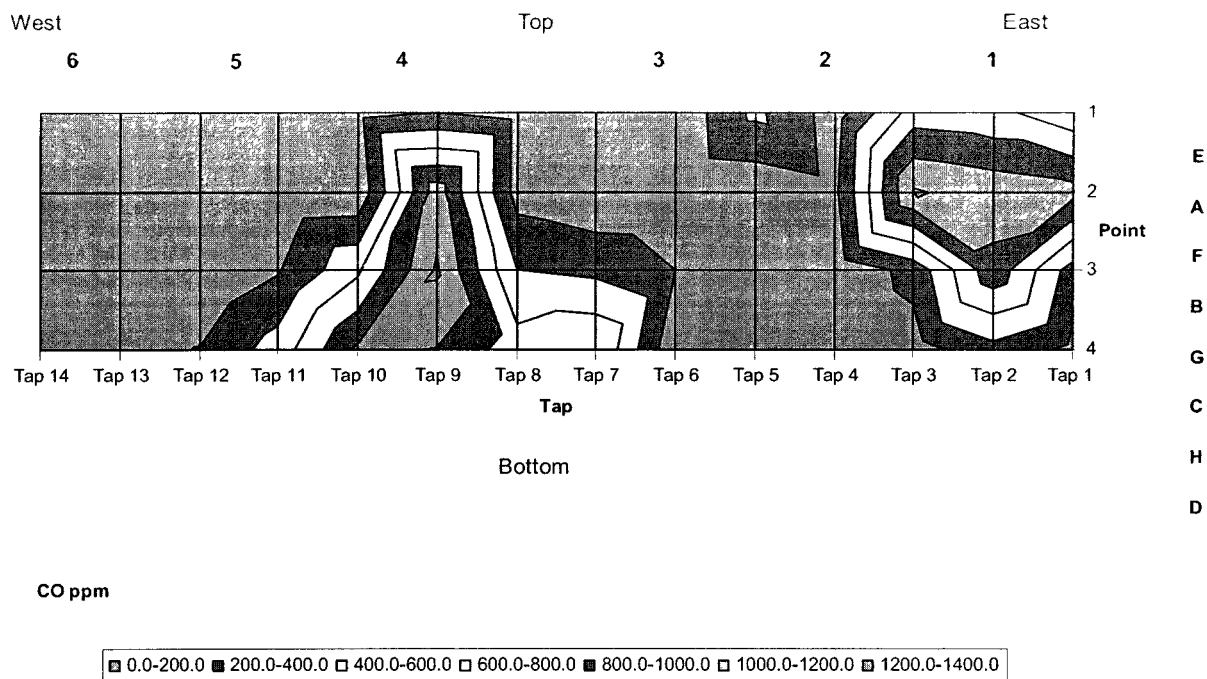 West Top East
6 5 4 3 2 1
1
E
2
A
Point
F
3
B
4
G
Tap 14 Tap 13 Tap 12 Tap 11 Tap 10 Tap 9 Tap 8 Tap 7 Tap 6 Tap 5 Tap 4 Tap 3 Tap 2 Tap 1
Tap
C
Bottom
H
D
CO ppm
0.0-200.0 200.0-400.0 400.0-600.0 600.0-800.0 800.0-1000.0 1000.0-1200.0 1200.0-1400.0